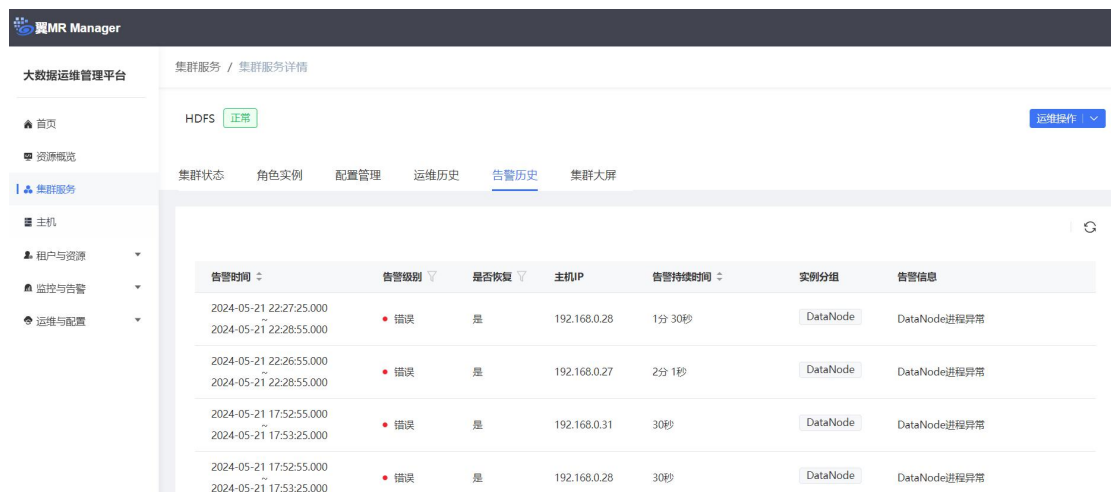 翼MR Manager
大数据运维管理平台
首页
资源概览
集群服务
主机
租户与资源
监控与告警
运维与配置
集群服务 / 集群服务详情
HDFS 正常
运维操作
集群状态 角色实例 配置管理 运维历史 告警历史 集群大屏
告警时间 告警级别 是否恢复 主机IP 告警持续时间 实例分组 告警信息
2024-05-21 22:27:25.000
~
2024-05-21 22:28:55.000
错误 是 192.168.0.28 1分 30秒 DataNode DataNode进程异常
2024-05-21 22:26:55.000
~
2024-05-21 22:28:55.000
错误 是 192.168.0.27 2分 1秒 DataNode DataNode进程异常
2024-05-21 17:52:55.000
~
2024-05-21 17:53:25.000
错误 是 192.168.0.31 30秒 DataNode DataNode进程异常
2024-05-21 17:52:55.000
~
2024-05-21 17:53:25.000
错误 是 192.168.0.28 30秒 DataNode DataNode进程异常